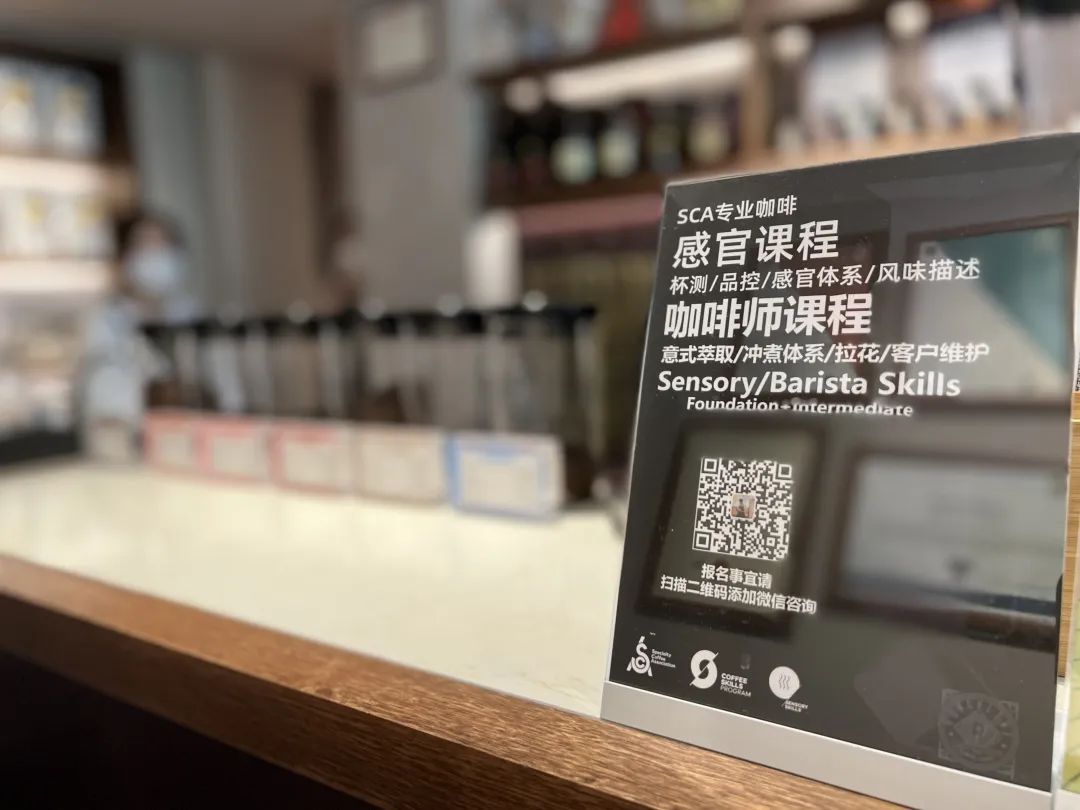 SCA专业咖啡
感官课程
杯测/品控/感官体系/风味描述
咖啡师课程
意式萃取/冲煮体系/拉花/客户维护
Sensory/Barista Skills
Foundation+Intermediate
报名事宜请
扫描二维码添加微信咨询
Specialty
Coffee
Association
COFFEE
SKILLS
PROGRAM
SENSORY
SKILLS